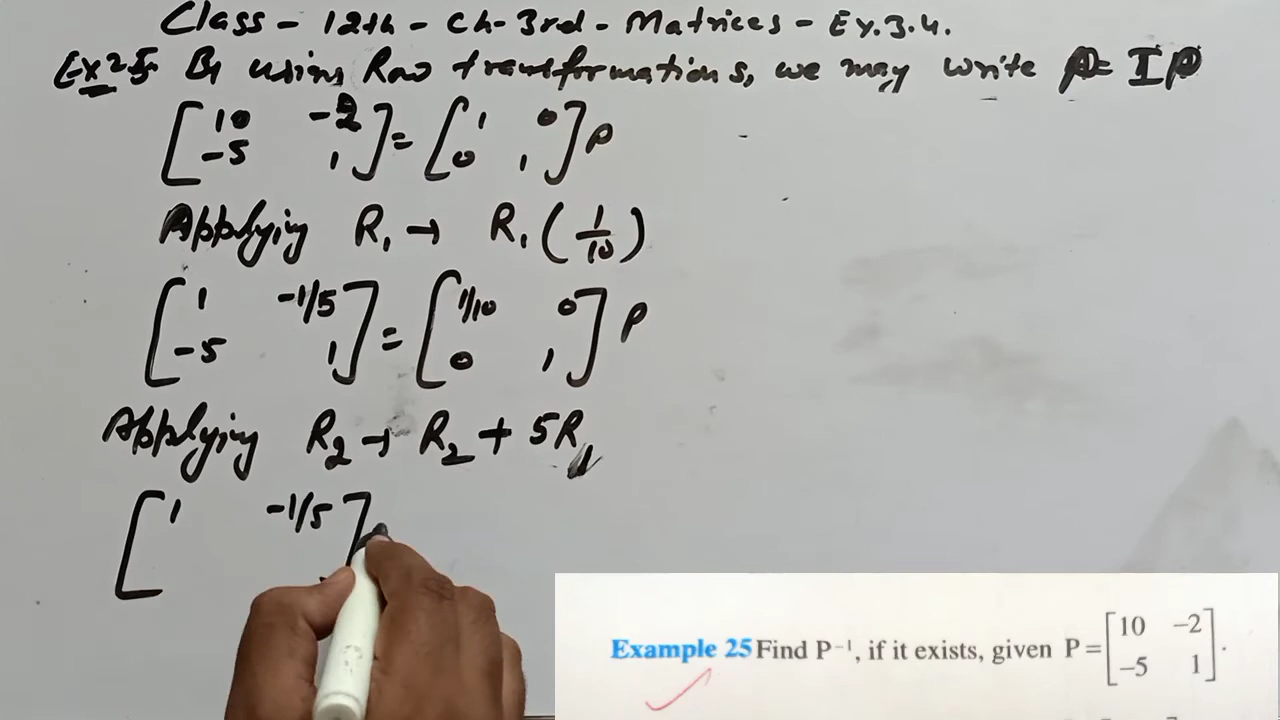 Class - 12th - Ch-3rd - Matrices - Ex.3.4.
Ex 25 By using Row transformations, we may write P = I P
[10 -2
-5 1] = [1 0
0 1] P
Applying R₁ → R₁ (1/10)
[1 -1/5
-5 1] = [1/10 0
0 1] P
Applying R₂ → R₂ + 5R₁
[1 -1/5]
Example 25 Find P⁻¹, if it exists, given P = [10 -2
-5 1].